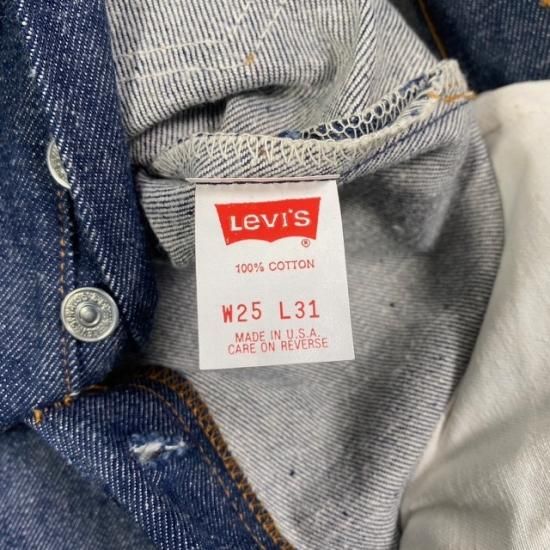 LEVI'S
®
100% COTTON
W25 L31
MADE IN U.S.A.
CARE ON REVERSE